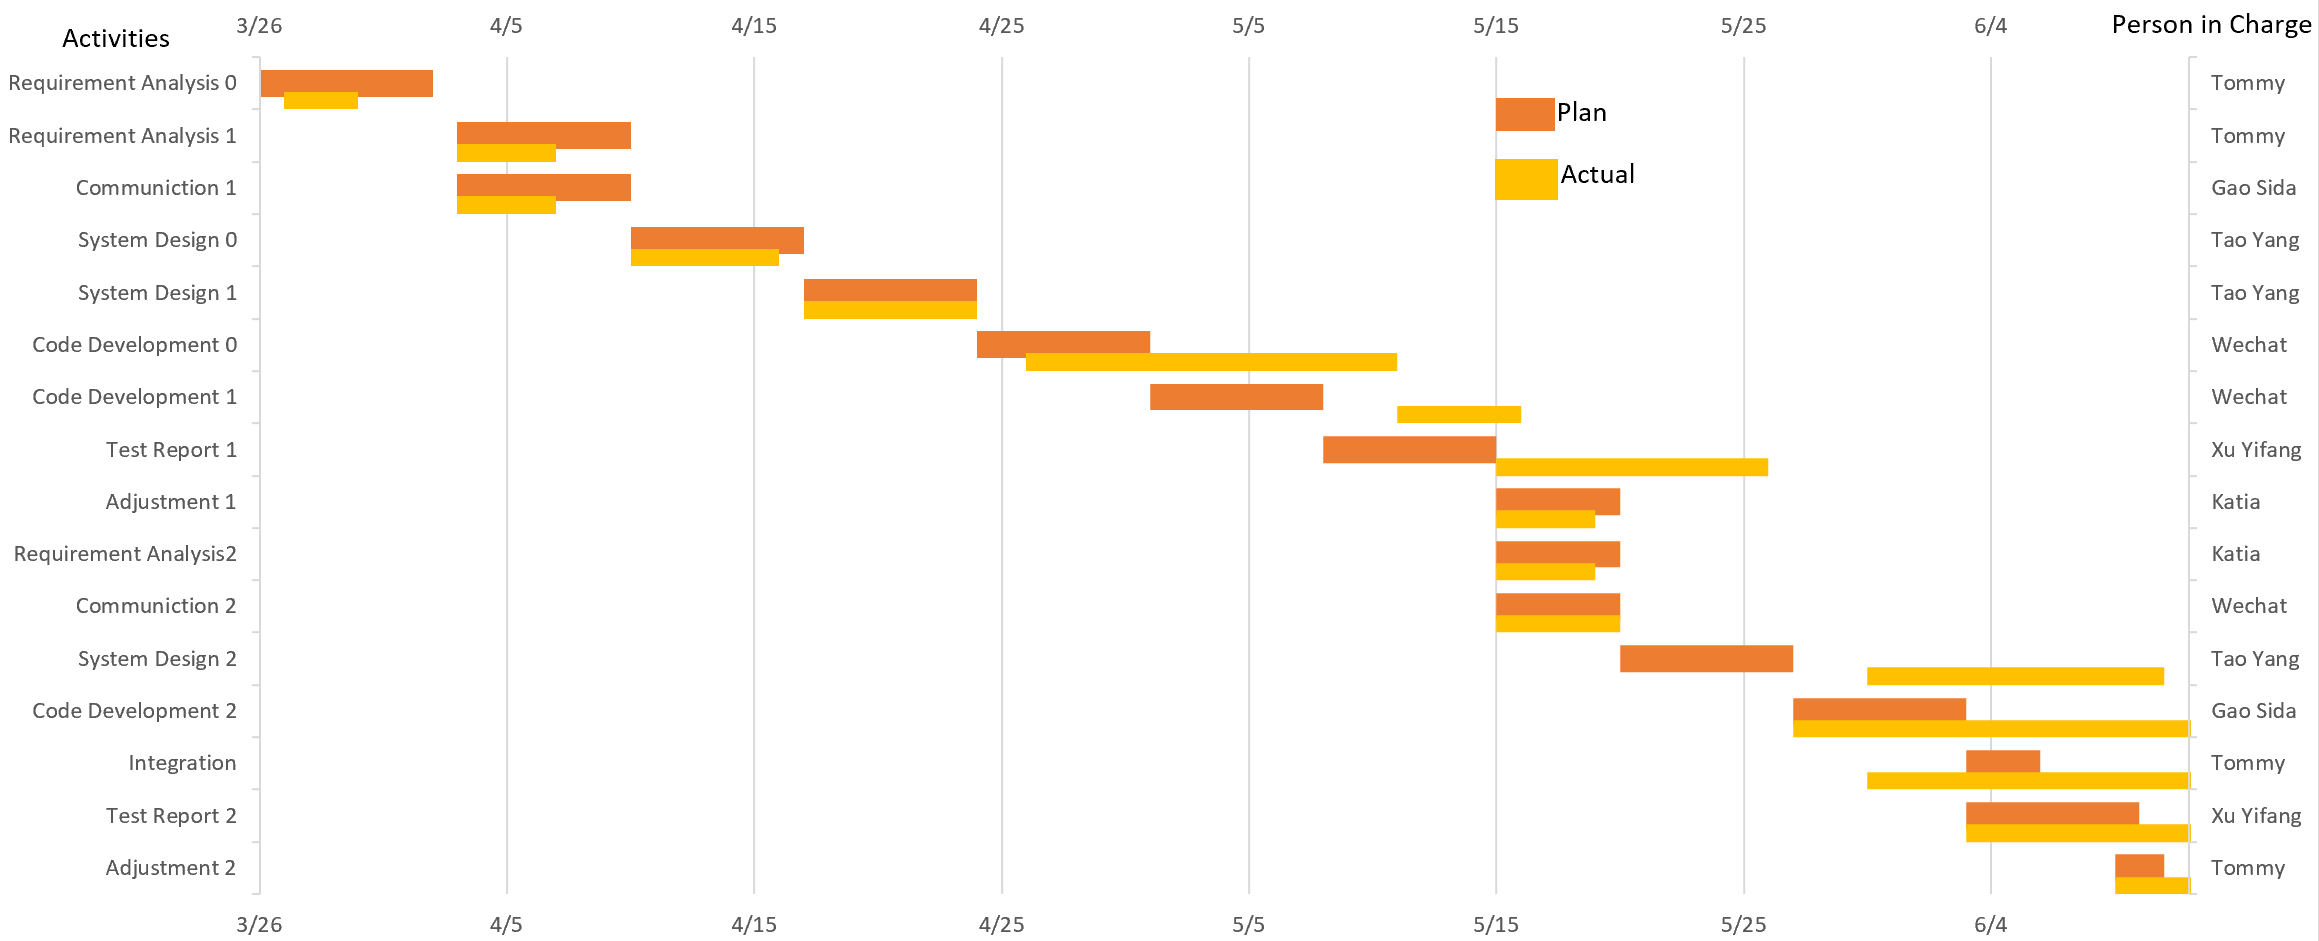 3/26 4/5 4/15 4/25 5/5 5/15 5/25 6/4
Activities Person in Charge
Requirement Analysis 0 Tommy
Plan
Requirement Analysis 1 Tommy
Actual
Communiction 1 Gao Sida
System Design 0 Tao Yang
System Design 1 Tao Yang
Code Development 0 Wechat
Code Development 1 Wechat
Test Report 1 Xu Yifang
Adjustment 1 Katia
Requirement Analysis2 Katia
Communiction 2 Wechat
System Design 2 Tao Yang
Code Development 2 Gao Sida
Integration Tommy
Test Report 2 Xu Yifang
Adjustment 2 Tommy
3/26 4/5 4/15 4/25 5/5 5/15 5/25 6/4